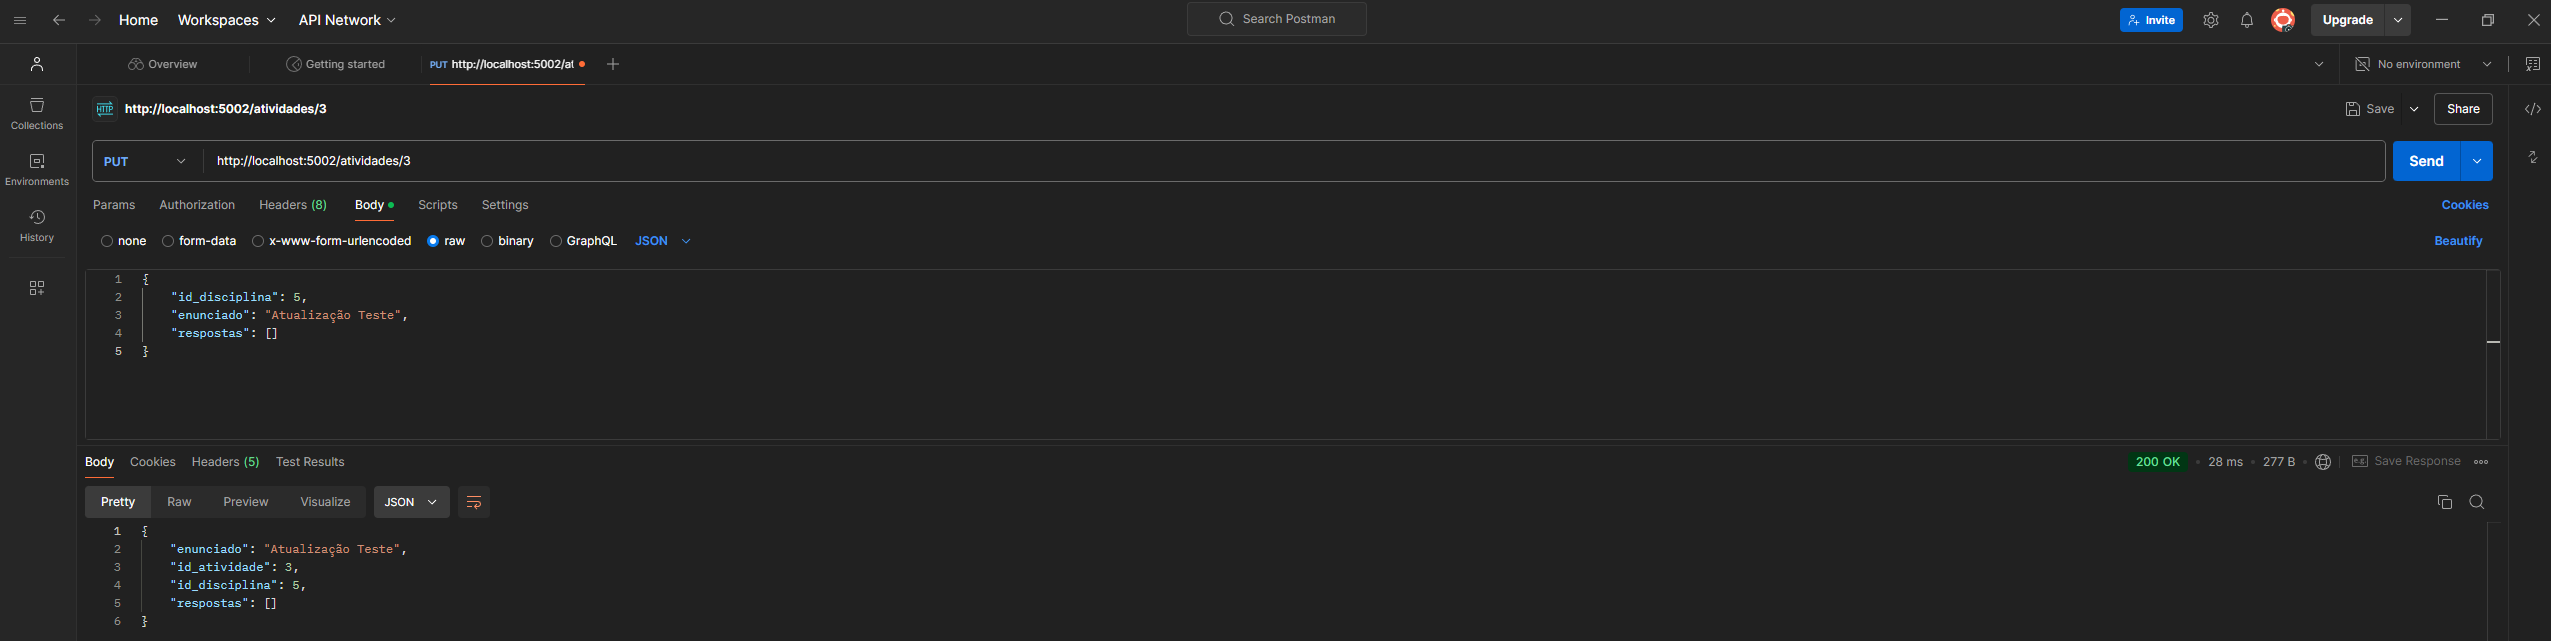 Home Workspaces API Network Search Postman Invite Upgrade
Overview Getting started PUT http://localhost:5002/at No environment
HTTP http://localhost:5002/atividades/3 Save Share
Collections
PUT http://localhost:5002/atividades/3 Send
Environments
Params Authorization Headers (8) Body Scripts Settings Cookies
History
none form-data x-www-form-urlencoded raw binary GraphQL JSON Beautify
1 {
2 "id_disciplina": 5,
3 "enunciado": "Atualização Teste",
4 "respostas": []
5 }
Body Cookies Headers (5) Test Results 200 OK 28 ms 277 B e.g. Save Response
Pretty Raw Preview Visualize JSON
1 {
2 "enunciado": "Atualização Teste",
3 "id_atividade": 3,
4 "id_disciplina": 5,
5 "respostas": []
6 }